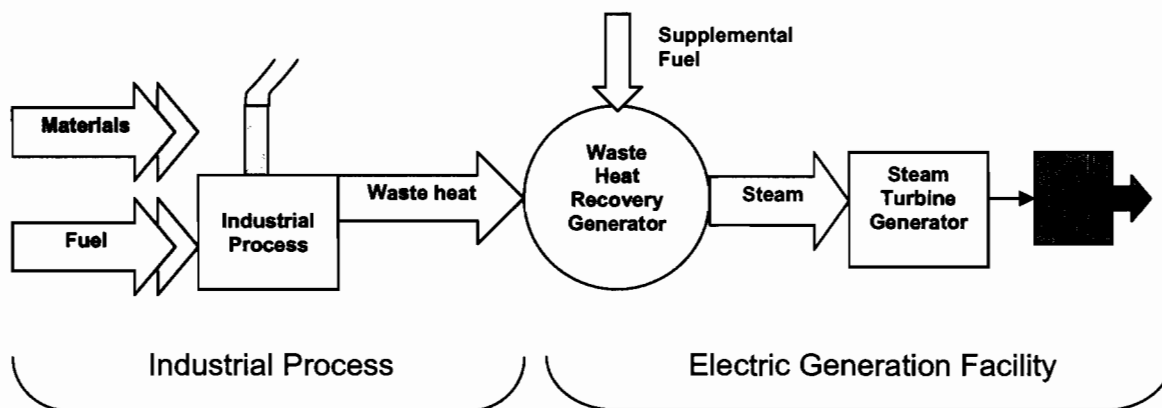 Supplemental
Fuel
Materials
Fuel
Industrial
Process
Waste heat
Waste
Heat
Recovery
Generator
Steam
Steam
Turbine
Generator
Industrial Process
Electric Generation Facility